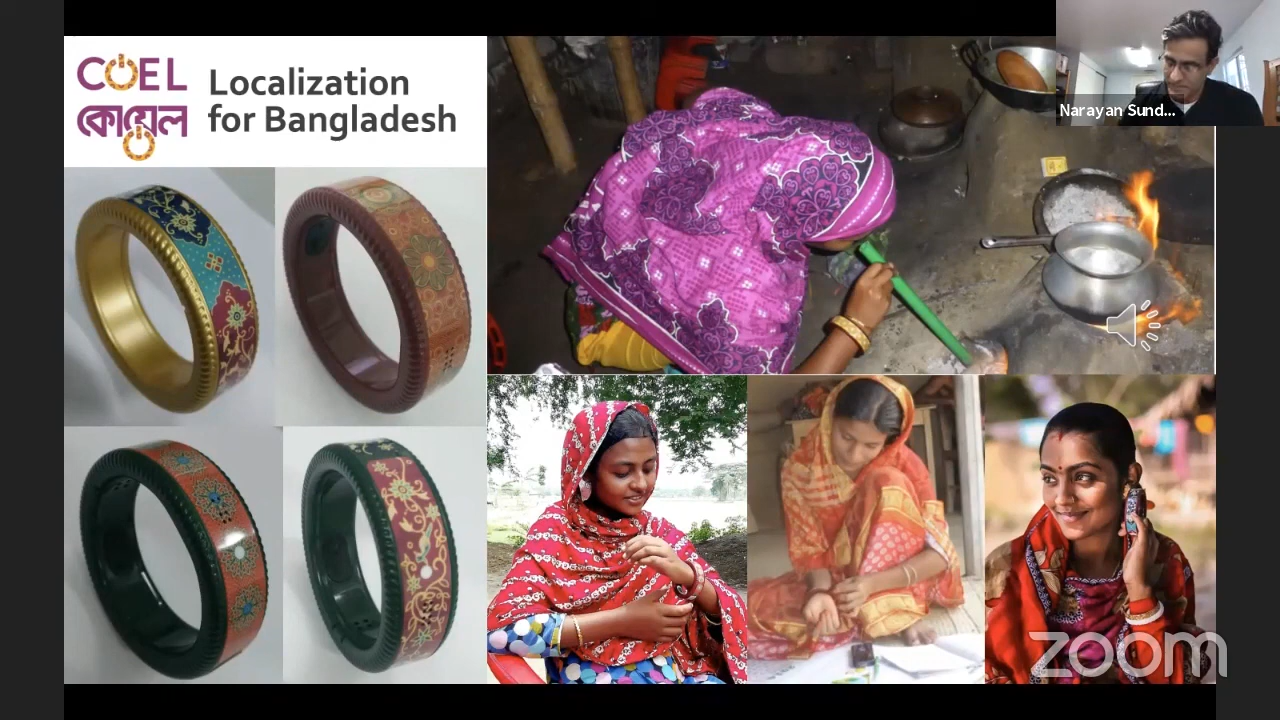 COEL
কোয়েল
Localization
for Bangladesh
Narayan Sund...
zoom